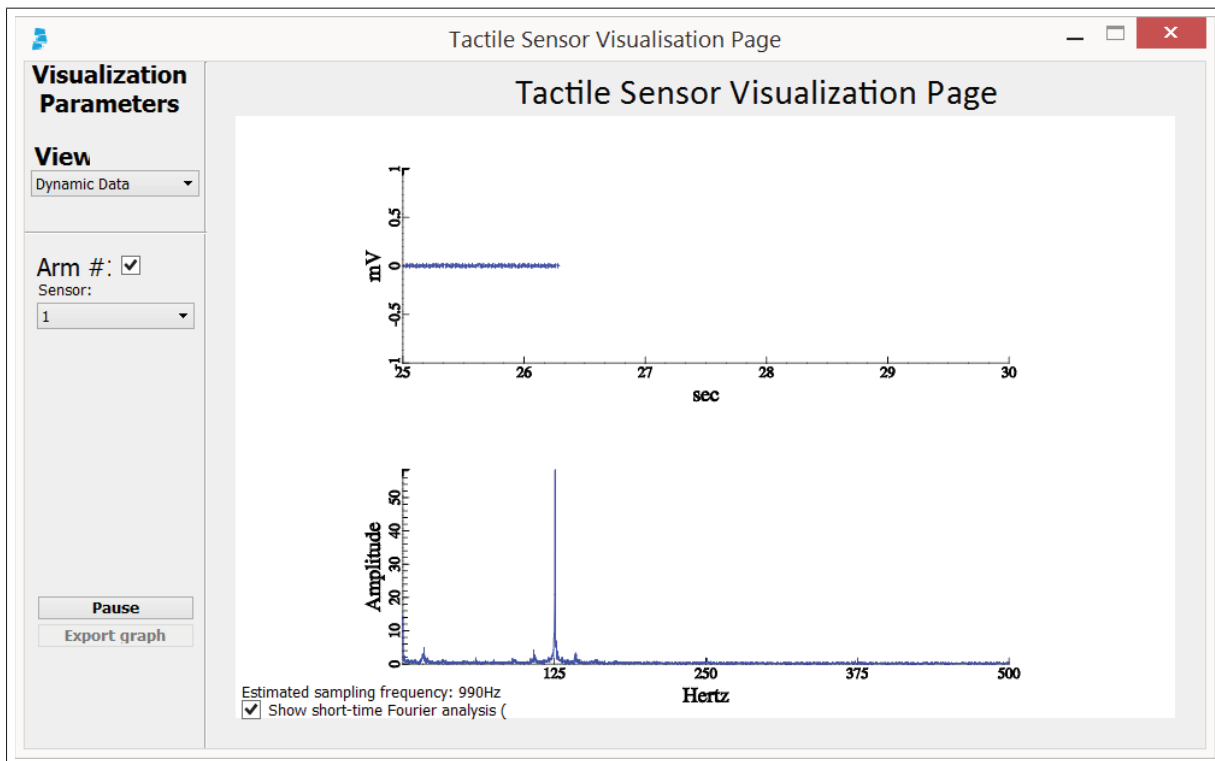 Tactile Sensor Visualisation Page
Visualization
Parameters
View
Dynamic Data
Arm #:
Sensor:
1
Pause
Export graph
Tactile Sensor Visualization Page
1
0.5
0
-0.5
-1
mV
25 26 27 28 29 30
sec
50
40
30
20
10
0
Amplitude
125 250 375 500
Hertz
Estimated sampling frequency: 990Hz
Show short-time Fourier analysis (